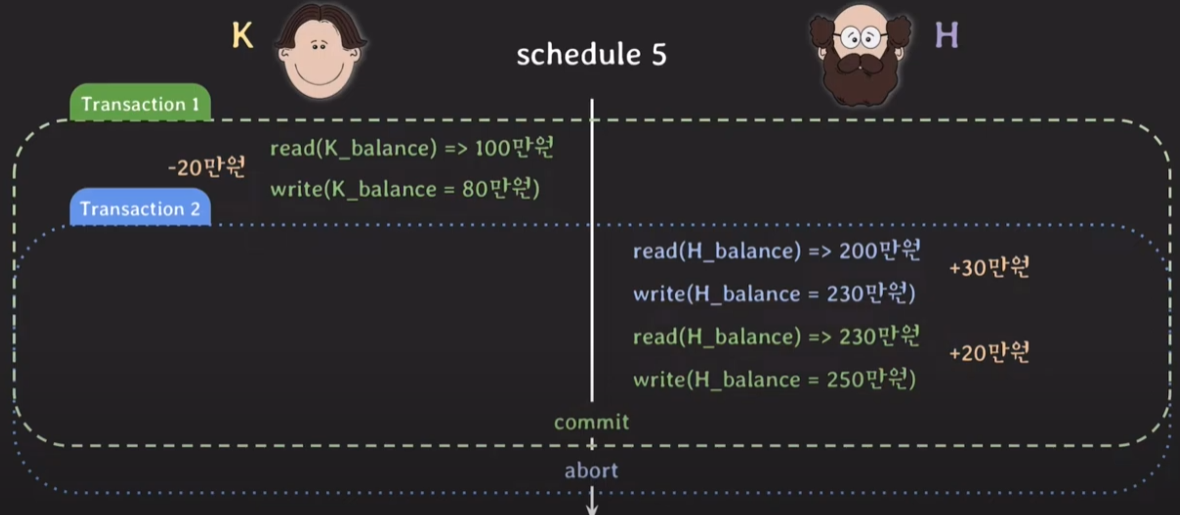 K
schedule 5
H
Transaction 1
read(K_balance) => 100만원
-20만원
write(K_balance = 80만원)
Transaction 2
read(H_balance) => 200만원
+30만원
write(H_balance = 230만원)
read(H_balance) => 230만원
+20만원
write(H_balance = 250만원)
commit
abort